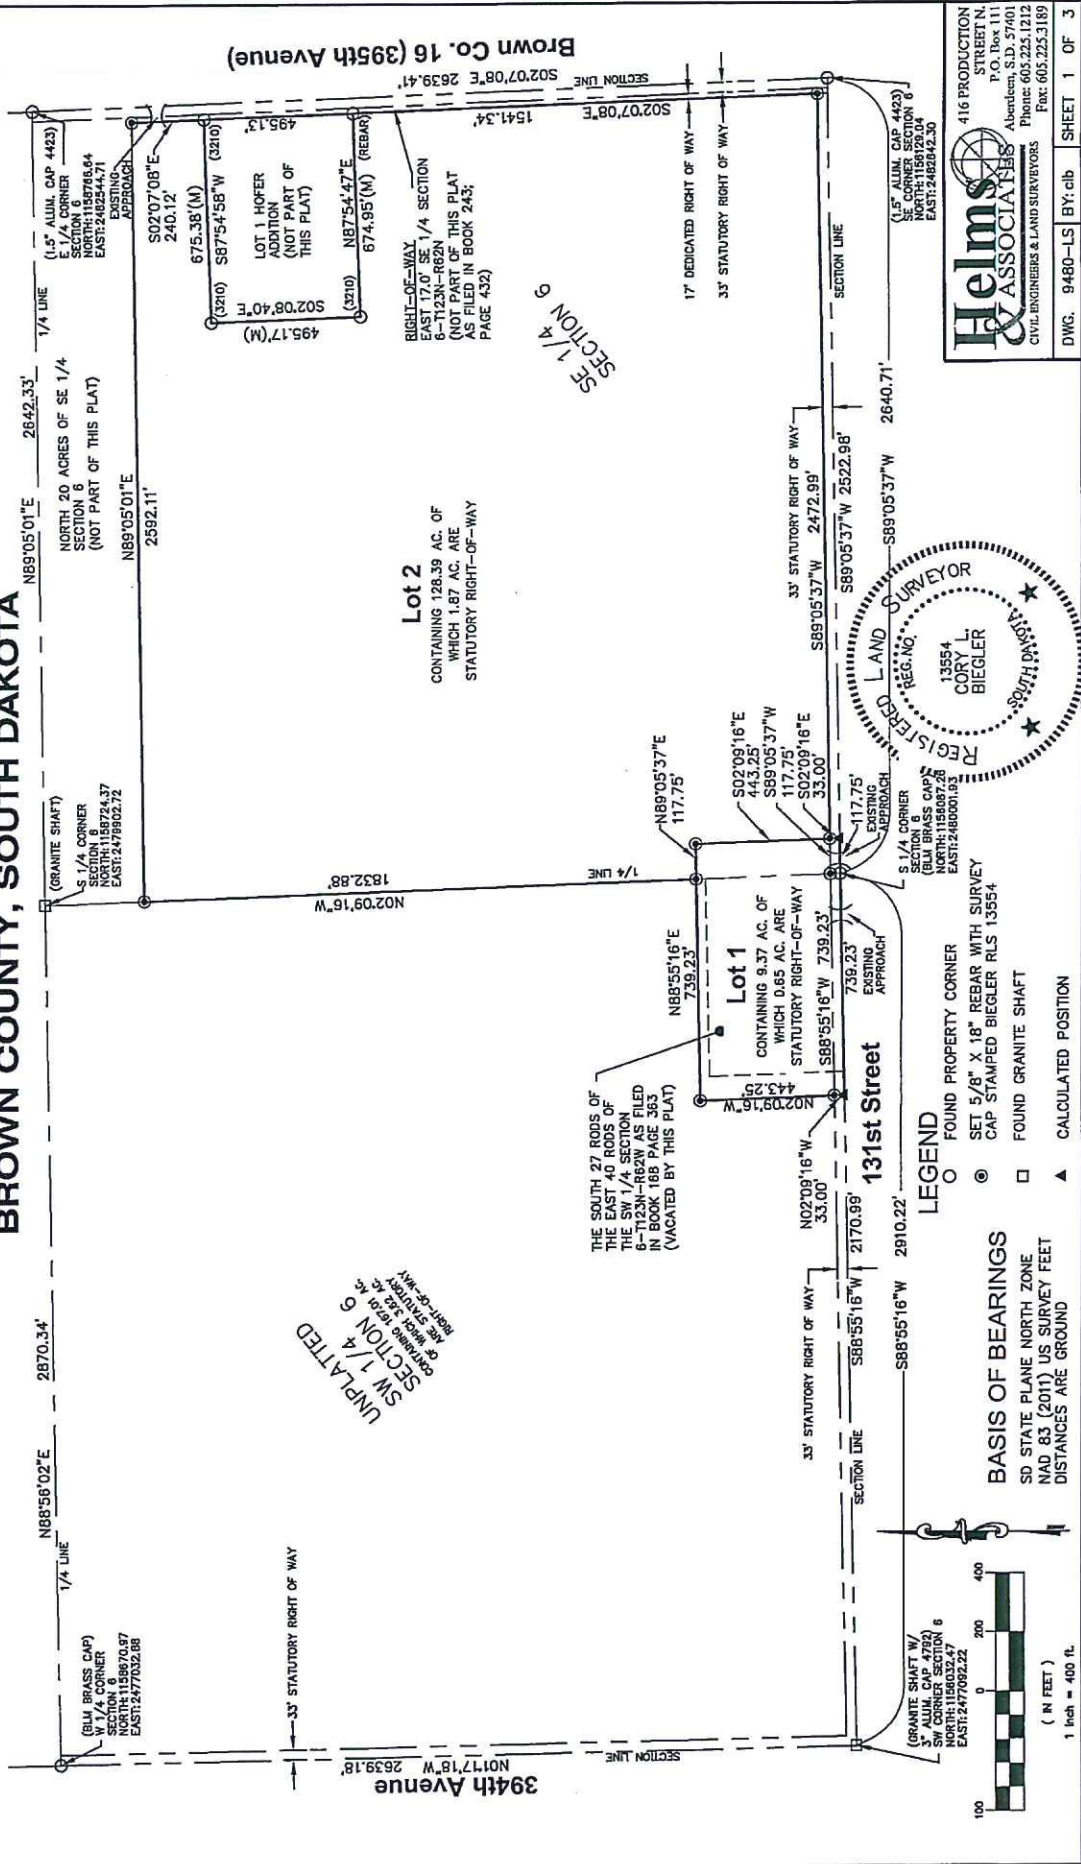 BROWN COUNTY, SOUTH DAKOTA
N88°56'02"E 2870.34'
1/4 LINE
(BLM BRASS CAP)
W 1/4 CORNER
SECTION 6
NORTH:1158670.97
EAST:2477032.88
(GRANITE SHAFT)
S 1/4 CORNER
SECTION 6
NORTH:1158724.37
EAST:2479902.72
N89°05'01"E 2642.33'
1/4 LINE
(1.5" ALUM. CAP 4423)
E 1/4 CORNER
SECTION 6
NORTH:1158766.64
EAST:2482544.71
EXISTING
APPROACH
NORTH 20 ACRES OF SE 1/4
SECTION 6
(NOT PART OF THIS PLAT)
N89°05'01"E
2592.11'
S02°07'08"E
240.12'
675.38'(M)
S87°54'58"W (3210)
(3210)
LOT 1 HOFER
ADDITION
(NOT PART OF
THIS PLAT)
495.13'
S02°08'40"E
495.17'(M)
(3210)
N87°54'47"E
674.95'(M) (REBAR)
RIGHT-OF-WAY
EAST 17.0' SE 1/4 SECTION
6-T123N-R62N
(NOT PART OF THIS PLAT
AS FILED IN BOOK 243;
PAGE 432)
Brown Co. 16 (395th Avenue)
S02°07'08"E 2639.41'
SECTION LINE
1541.34'
S02°07'08"E
17' DEDICATED RIGHT OF WAY
33' STATUTORY RIGHT OF WAY
SE 1/4
SECTION 6
Lot 2
CONTAINING 128.39 AC. OF
WHICH 1.87 AC. ARE
STATUTORY RIGHT-OF-WAY
N02°09'16"W 1832.88'
1/4 LINE
N89°05'37"E
117.75'
S02°09'16"E
443.25'
S89°05'37"W
117.75'
S02°09'16"E
33.00'
N88°55'16"E
739.23'
Lot 1
CONTAINING 9.37 AC. OF
WHICH 0.65 AC. ARE
STATUTORY RIGHT-OF-WAY
S88°55'16"W 739.23'
739.23'
EXISTING
APPROACH
117.75'
EXISTING
APPROACH
N02°09'16"W
443.25'
N02°09'16"W
33.00'
THE SOUTH 27 RODS OF
THE EAST 40 RODS OF
THE SW 1/4 SECTION
6-T123N-R62W AS FILED
IN BOOK 188 PAGE 363
(VACATED BY THIS PLAT)
UNPLATTED
SW 1/4
SECTION 6
CONTAINING 167.01 AC.
OF WHICH 3.62 AC.
ARE STATUTORY
RIGHT-OF-WAY
33' STATUTORY RIGHT OF WAY
394th Avenue
N01°17'18"W 2639.18'
SECTION LINE
33' STATUTORY RIGHT OF WAY
S88°55'16"W 2170.99'
131st Street
SECTION LINE
S88°55'16"W 2910.22'
33' STATUTORY RIGHT OF WAY
S89°05'37"W 2472.99'
S89°05'37"W 2522.98'
SECTION LINE
S89°05'37"W 2640.71'
S 1/4 CORNER
SECTION 6
(BLM BRASS CAP)
NORTH:1156087.26
EAST:2480001.93
(1.5" ALUM. CAP 4423)
SE CORNER SECTION 6
NORTH:1156129.04
EAST:2482642.30
(GRANITE SHAFT W/
3" ALUM. CAP 4792)
SW CORNER SECTION 6
NORTH:1156032.47
EAST:2477092.22
REGISTERED LAND SURVEYOR
REG. NO.
13554
CORY L.
BIEGLER
SOUTH DAKOTA
LEGEND
FOUND PROPERTY CORNER
SET 5/8" X 18" REBAR WITH SURVEY
CAP STAMPED BIEGLER RLS 13554
FOUND GRANITE SHAFT
CALCULATED POSITION
BASIS OF BEARINGS
SD STATE PLANE NORTH ZONE
NAD 83 (2011) US SURVEY FEET
DISTANCES ARE GROUND
100 0 200 400
( IN FEET )
1 inch = 400 ft.
Helms
& ASSOCIATES
CIVIL ENGINEERS & LAND SURVEYORS
416 PRODUCTION
STREET N.
P.O. Box 111
Aberdeen, S.D. 57401
Phone: 605.225.1212
Fax: 605.225.3189
DWG. 9480-LS BY: clb SHEET 1 OF 3